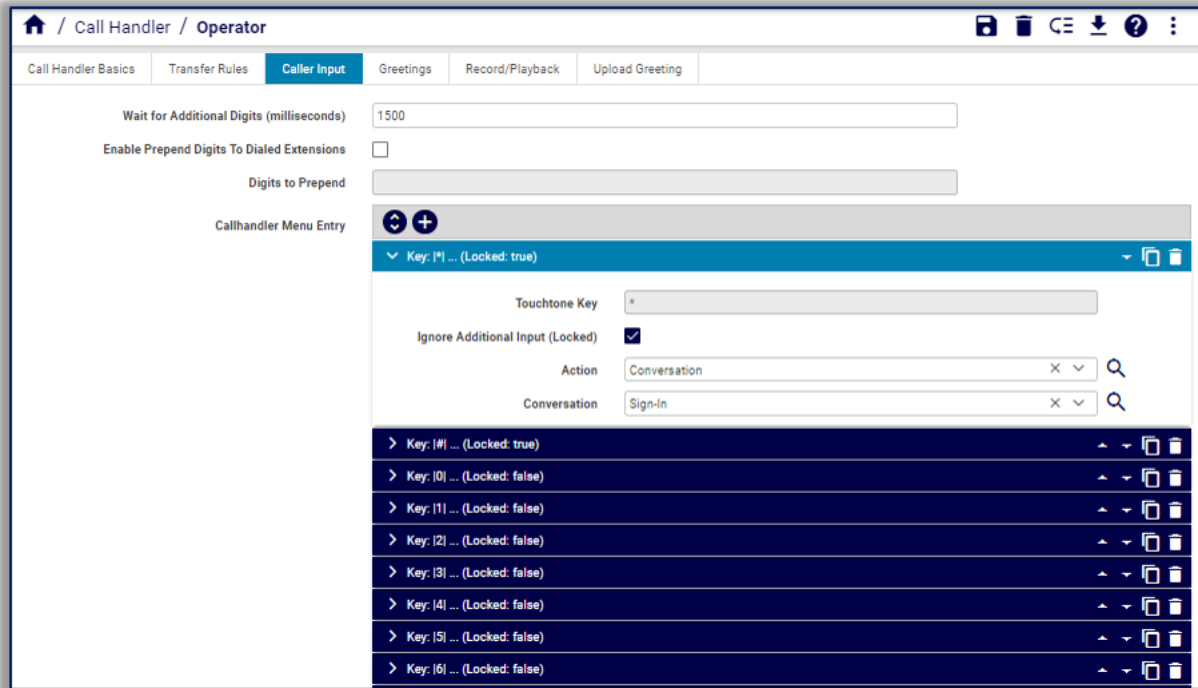 / Call Handler / Operator
Call Handler Basics Transfer Rules Caller Input Greetings Record/Playback Upload Greeting
Wait for Additional Digits (milliseconds) 1500
Enable Prepend Digits To Dialed Extensions
Digits to Prepend
Callhandler Menu Entry
Key: |*| ... (Locked: true)
Touchtone Key *
Ignore Additional Input (Locked)
Action Conversation
Conversation Sign-In
Key: |#| ... (Locked: true)
Key: |0| ... (Locked: false)
Key: |1| ... (Locked: false)
Key: |2| ... (Locked: false)
Key: |3| ... (Locked: false)
Key: |4| ... (Locked: false)
Key: |5| ... (Locked: false)
Key: |6| ... (Locked: false)